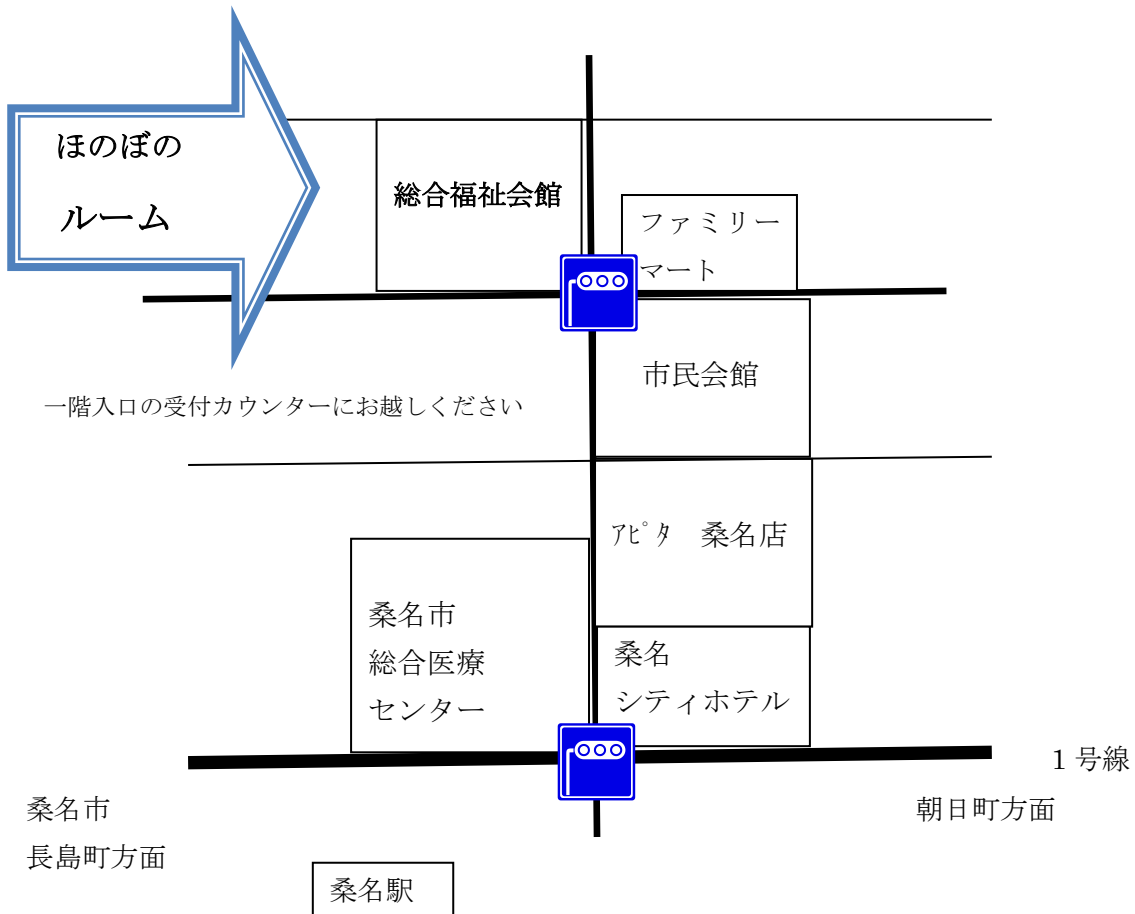 ほのぼの
ルーム
総合福祉会館
ファミリー
マート
市民会館
一階入口の受付カウンターにお越しください
ｱﾋﾟﾀ　桑名店
桑名市
総合医療
センター
桑名
シティホテル
１号線
桑名市
長島町方面
朝日町方面
桑名駅